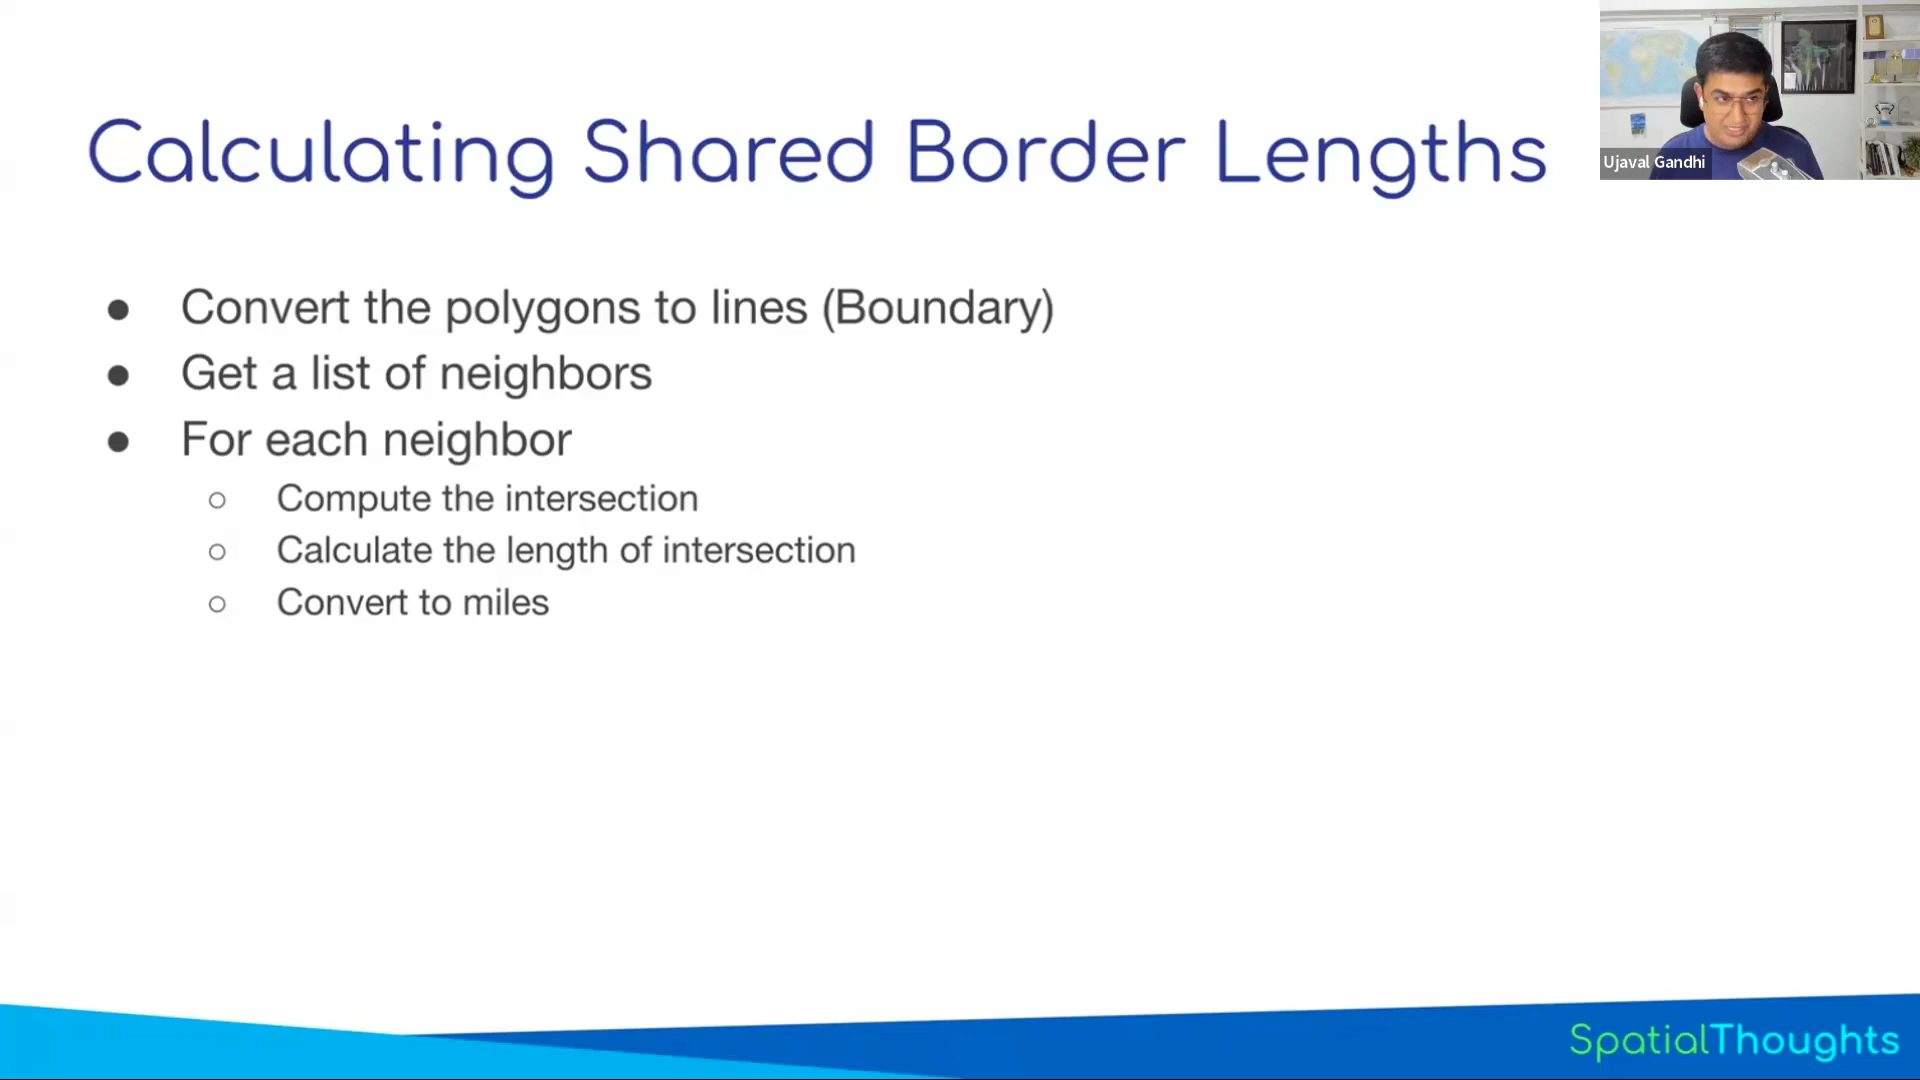 Calculating Shared Border Lengths
Ujaval Gandhi
● Convert the polygons to lines (Boundary)
● Get a list of neighbors
● For each neighbor
○ Compute the intersection
○ Calculate the length of intersection
○ Convert to miles
SpatialThoughts